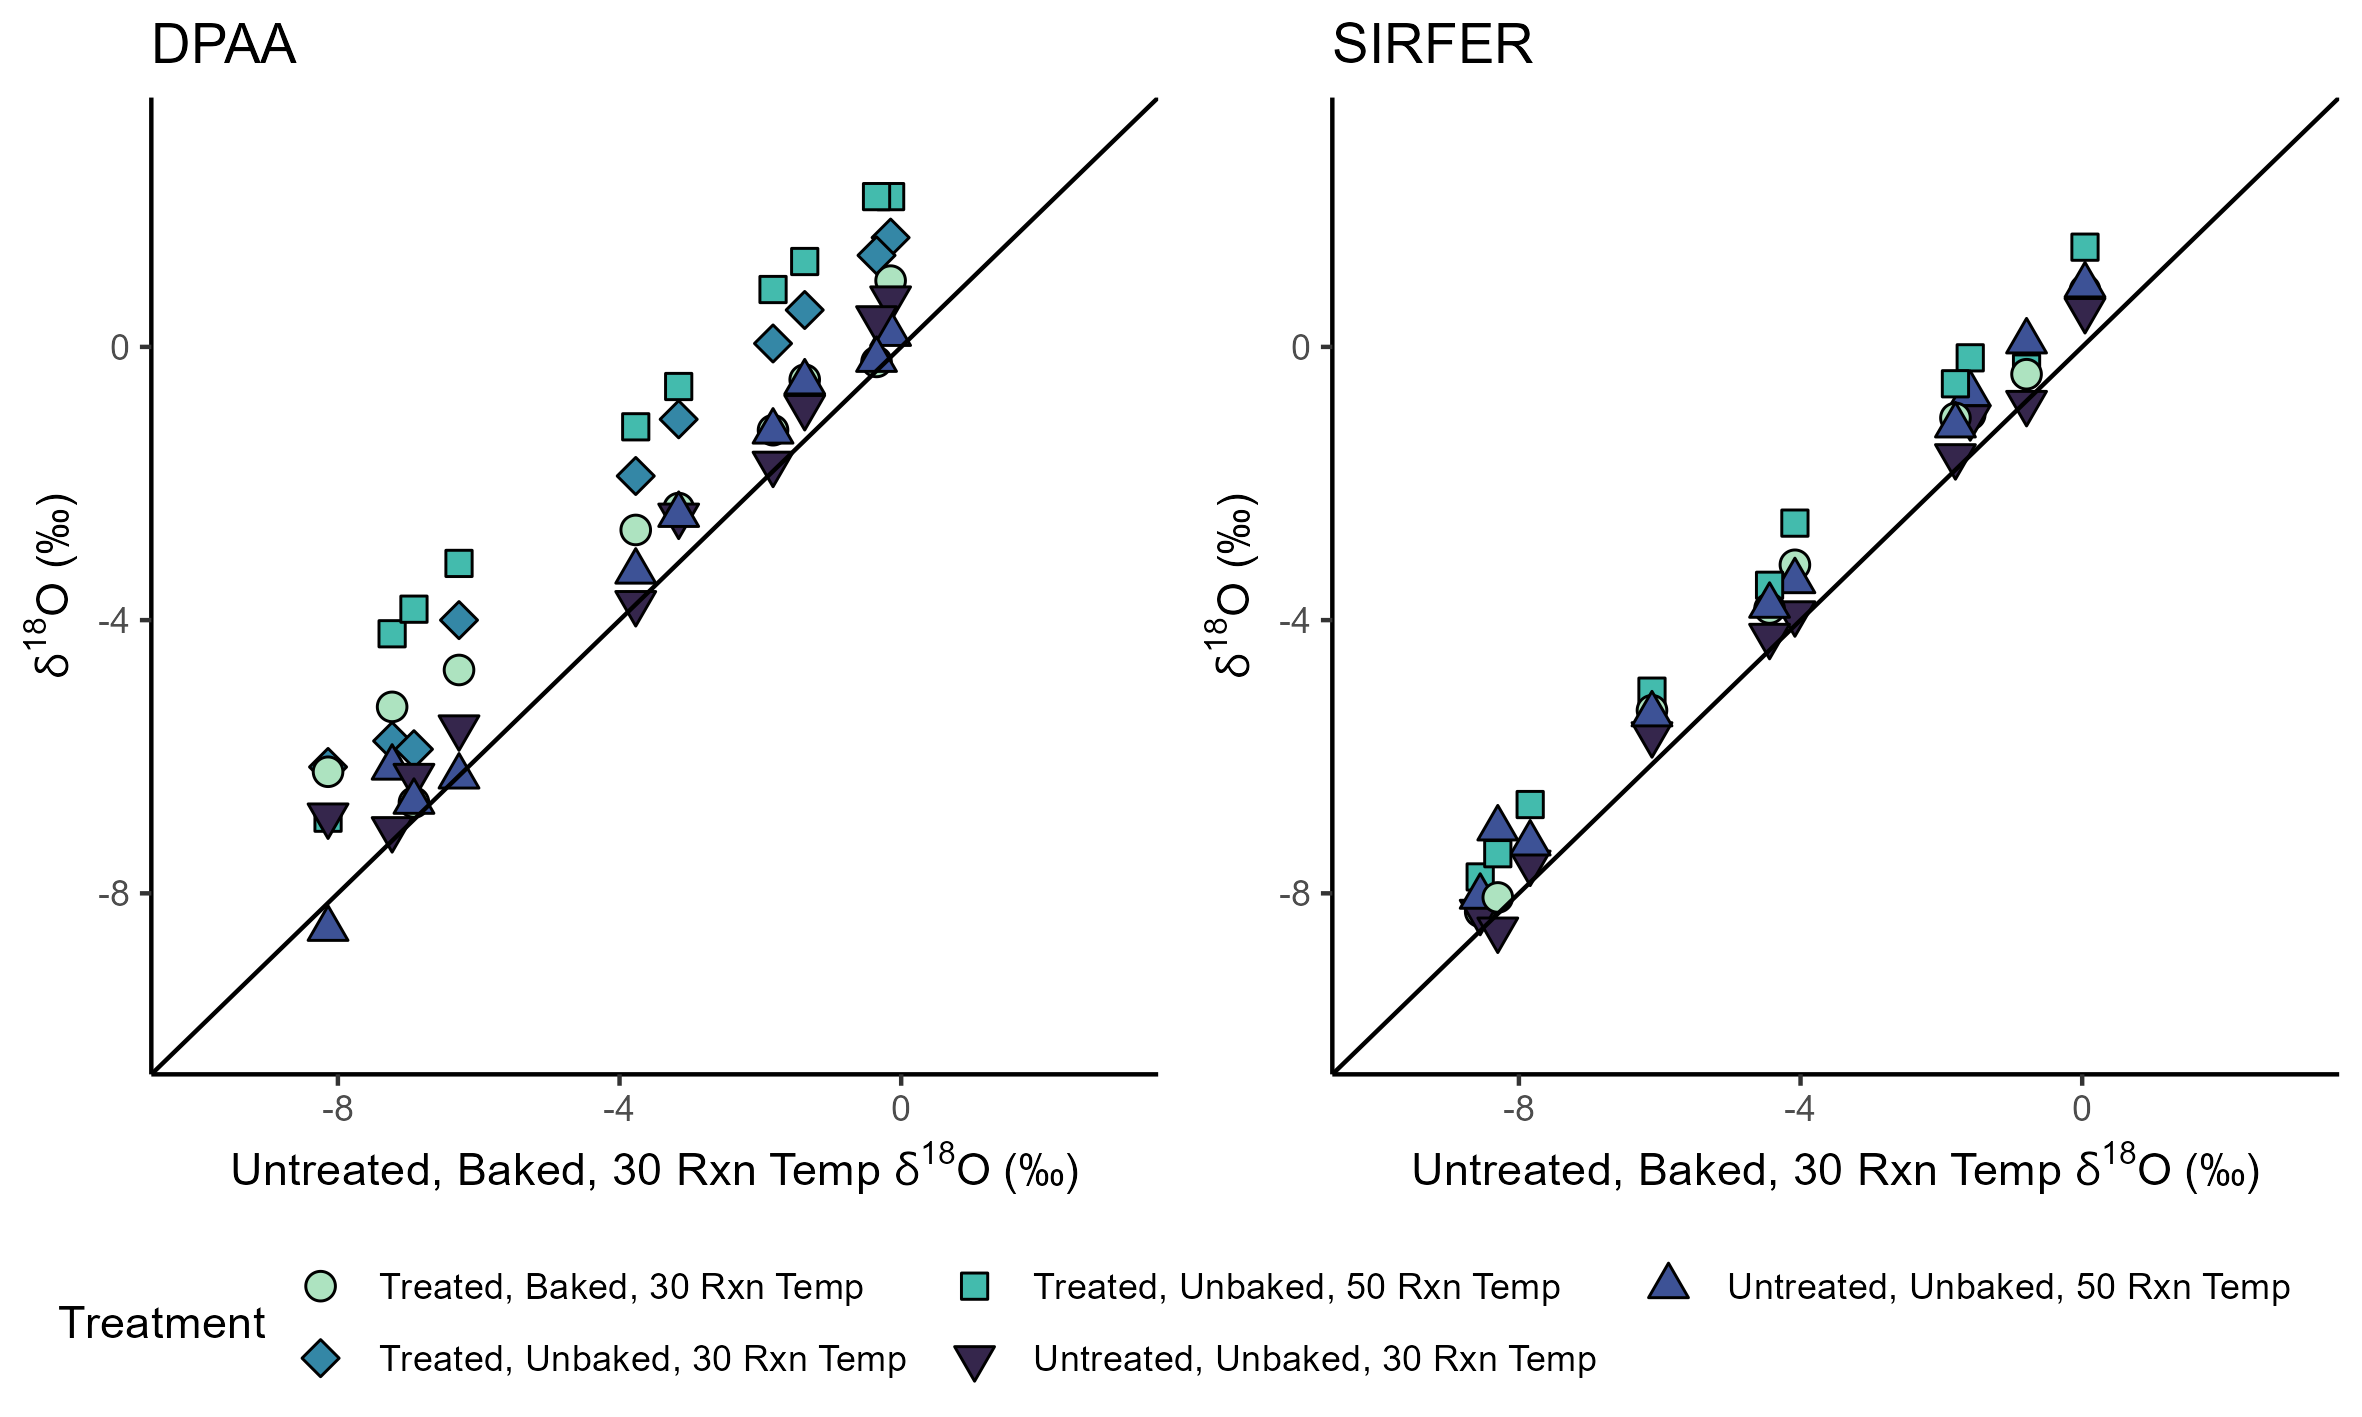 DPAA
SIRFER
δ18O (‰)
0
-4
-8
-8
-4
0
Untreated, Baked, 30 Rxn Temp δ18O (‰)
δ18O (‰)
0
-4
-8
-8
-4
0
Untreated, Baked, 30 Rxn Temp δ18O (‰)
Treatment
Treated, Baked, 30 Rxn Temp
Treated, Unbaked, 30 Rxn Temp
Treated, Unbaked, 50 Rxn Temp
Untreated, Unbaked, 30 Rxn Temp
Untreated, Unbaked, 50 Rxn Temp